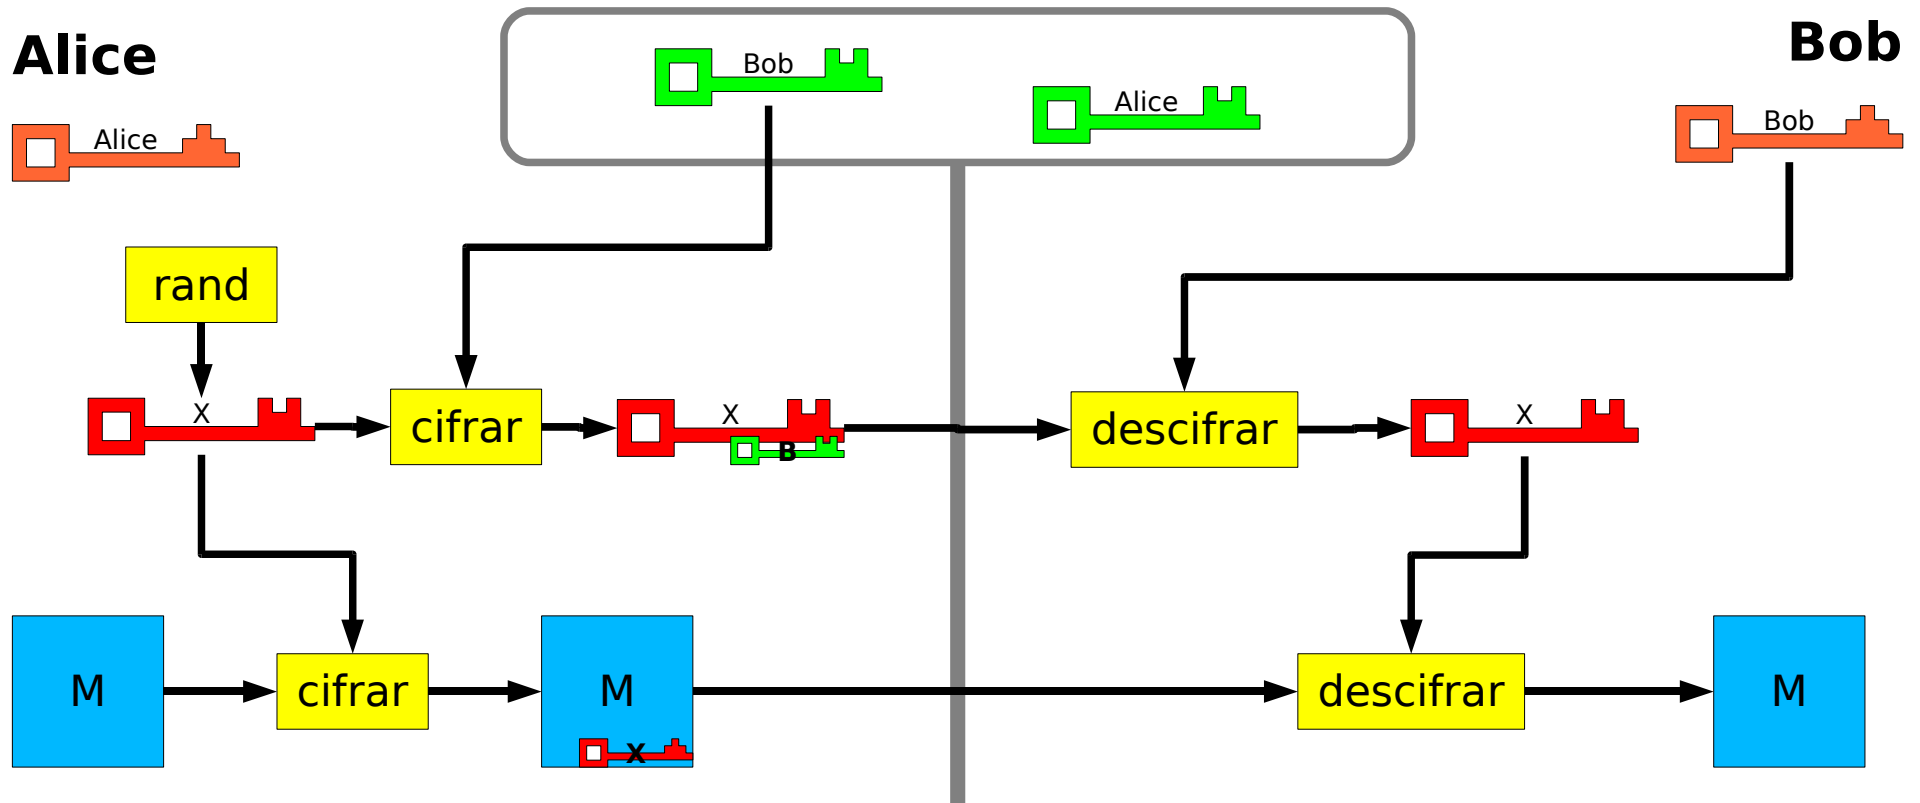 Alice
Bob
Bob
Alice
Alice
Bob
rand
X
cifrar
X
B
descifrar
X
M
cifrar
M
X
descifrar
M